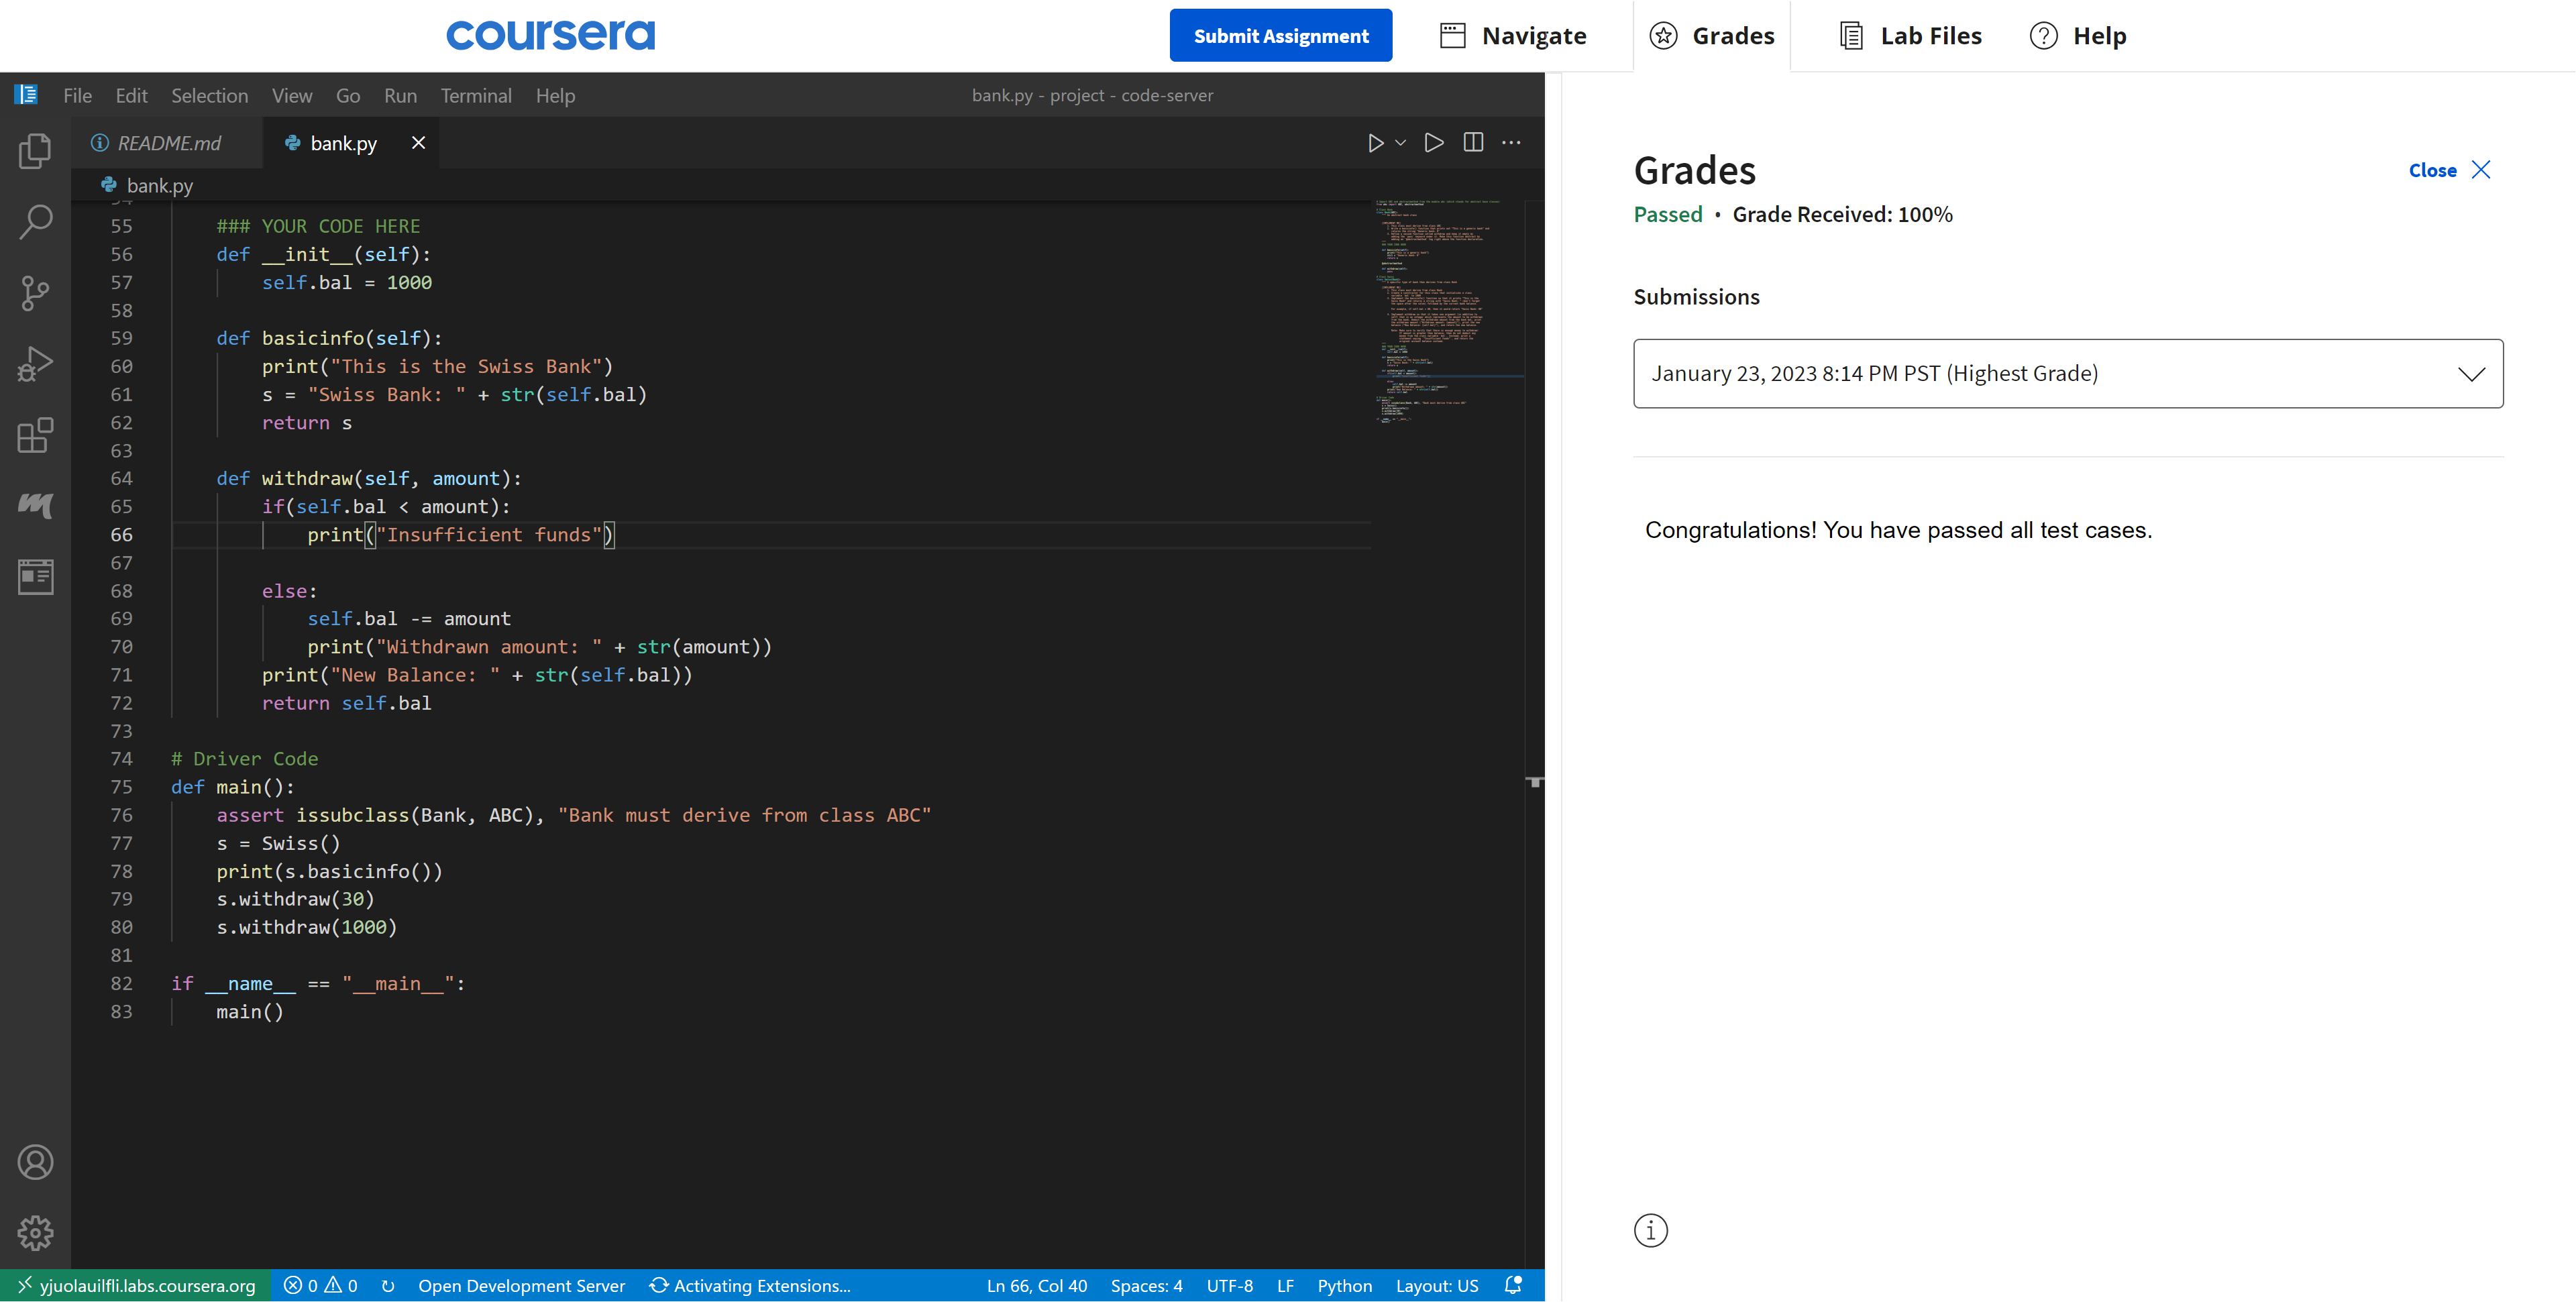 coursera
Submit Assignment
Navigate
Grades
Lab Files
Help
File Edit Selection View Go Run Terminal Help
bank.py - project - code-server
README.md
bank.py
bank.py
54
55 ### YOUR CODE HERE
56 def __init__(self):
57 self.bal = 1000
58
59 def basicinfo(self):
60 print("This is the Swiss Bank")
61 s = "Swiss Bank: " + str(self.bal)
62 return s
63
64 def withdraw(self, amount):
65 if(self.bal < amount):
66 print("Insufficient funds")
67
68 else:
69 self.bal -= amount
70 print("Withdrawn amount: " + str(amount))
71 print("New Balance: " + str(self.bal))
72 return self.bal
73
74 # Driver Code
75 def main():
76 assert issubclass(Bank, ABC), "Bank must derive from class ABC"
77 s = Swiss()
78 print(s.basicinfo())
79 s.withdraw(30)
80 s.withdraw(1000)
81
82 if __name__ == "__main__":
83 main()
yjuolauilfli.labs.coursera.org 0 0 Open Development Server Activating Extensions... Ln 66, Col 40 Spaces: 4 UTF-8 LF Python Layout: US
Grades
Close
Passed • Grade Received: 100%
Submissions
January 23, 2023 8:14 PM PST (Highest Grade)
Congratulations! You have passed all test cases.